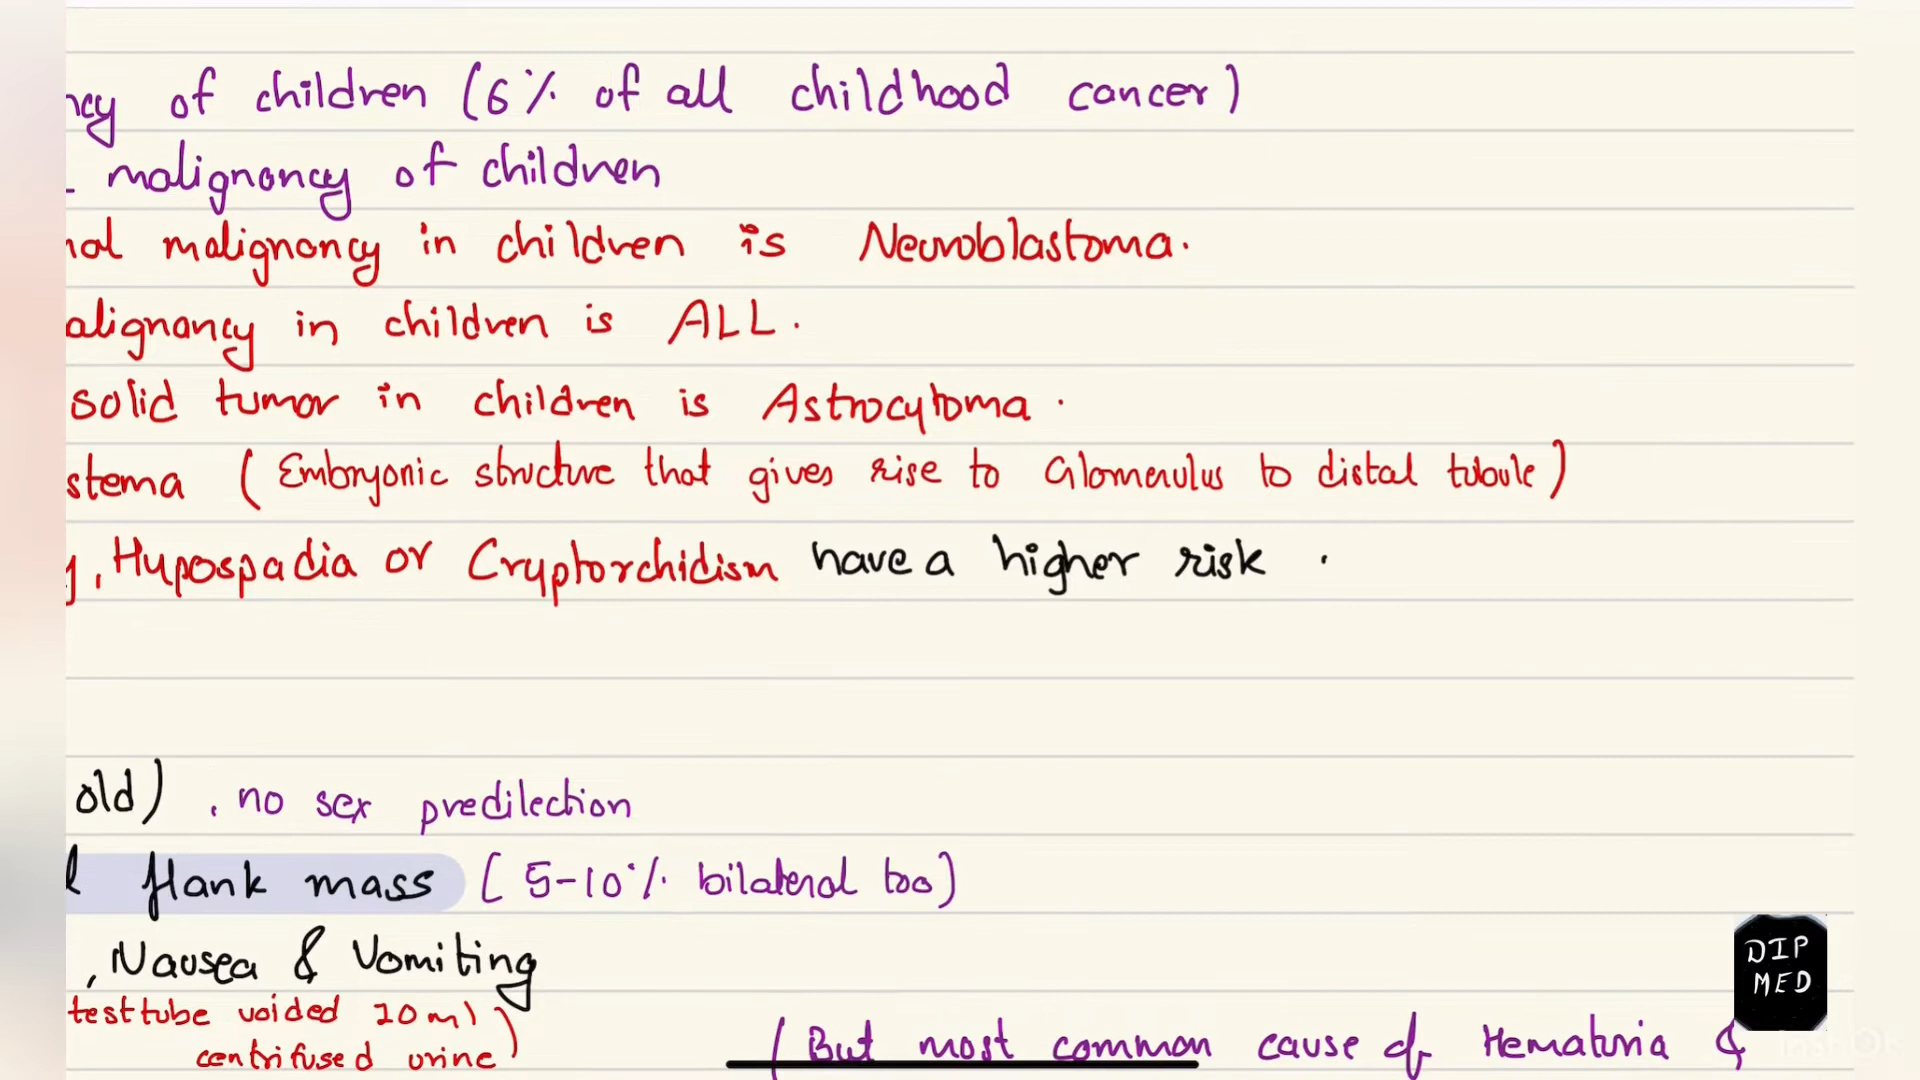 ncy of children (6% of all childhood cancer)
malignancy of children
nal malignancy in children is Neuroblastoma.
alignancy in children is ALL.
solid tumor in children is Astrocytoma.
stema (Embryonic structure that gives rise to Glomerulus to distal tubule)
y, Hypospadia or Cryptorchidism have a higher risk.
old), no sex predilection
l flank mass [5-10% bilateral too)
, Nausea & Vomiting
testtube voided 10ml)
centrifused urine
(But most common cause of Hematuria &
DIP
MED